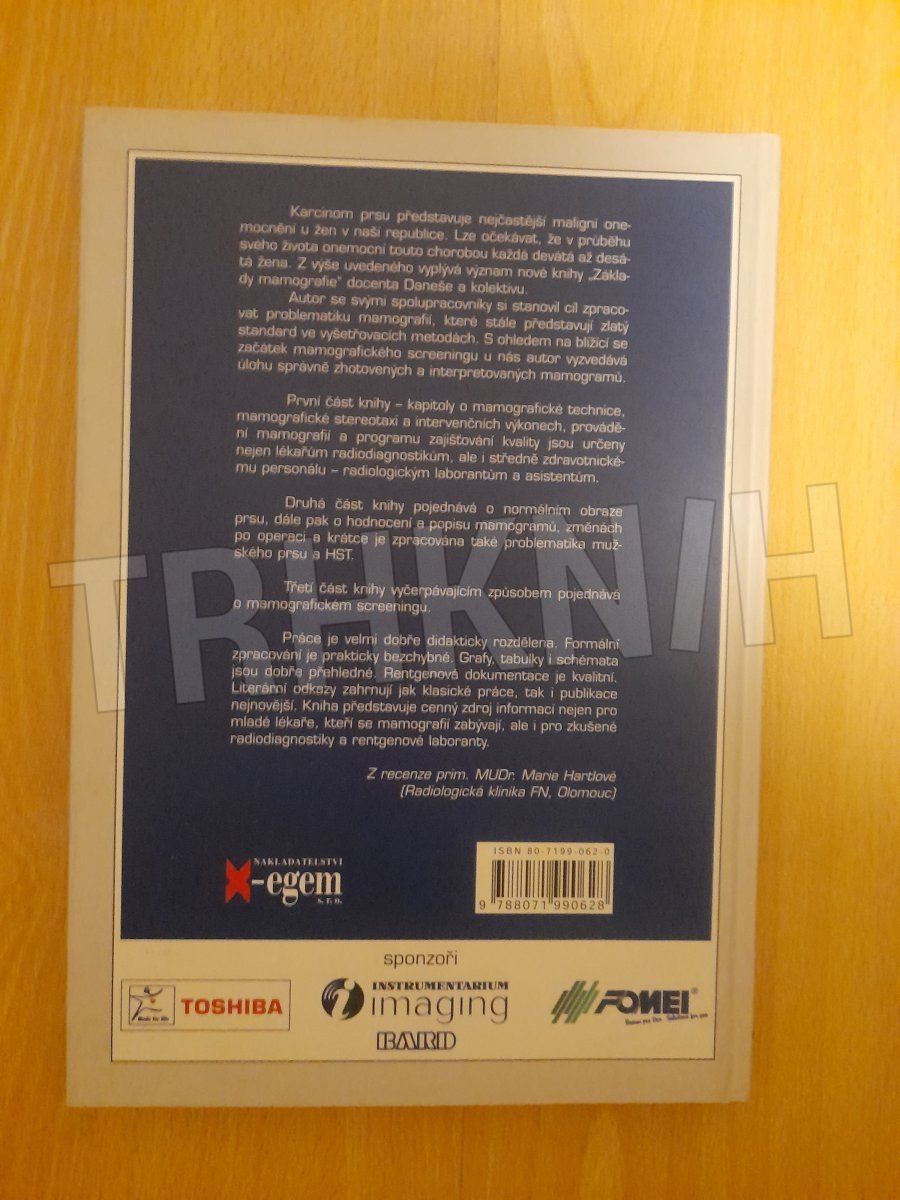 Karcinom prsu představuje nejčastější maligní one-
mocnění u žen v naší republice. Lze očekávat, že v průběhu
svého života onemocní touto chorobou každá devátá až desá-
tá žena. Z výše uvedeného vyplývá význam nové knihy „Zákla-
dy mamografie" docenta Daneše a kolektivu.
Autor se svými spolupracovníky si stanovil cíl zpraco-
vat problematiku mamografií, které stále představují zlatý
standard ve vyšetřovacích metodách. S ohledem na blížící se
začátek mamografického screeningu u nás autor vyzvedává
úlohu správně zhotovených a interpretovaných mamogramů.
První část knihy – kapitoly o mamografické technice,
mamografické stereotaxi a intervenčních výkonech, provádě-
ní mamografií a programu zajišťování kvality jsou určeny
nejen lékařům radiodiagnostikům, ale i středně zdravotnické-
mu personálu – radiologickým laborantům a asistentům.
Druhá část knihy pojednává o normálním obraze
prsu, dále pak o hodnocení a popisu mamogramů, změnách
po operaci a krátce je zpracována také problematika muž-
ského prsu a HST.
Třetí část knihy vyčerpávajícím způsobem pojednává
o mamografickém screeningu.
Práce je velmi dobře didakticky rozdělena. Formální
zpracování je prakticky bezchybné. Grafy, tabulky i schémata
jsou dobře přehledné. Rentgenová dokumentace je kvalitní.
Literární odkazy zahrnují jak klasické práce, tak i publikace
nejnovější. Kniha představuje cenný zdroj informací nejen pro
mladé lékaře, kteří se mamografií zabývají, ale i pro zkušené
radiodiagnostiky a rentgenové laboranty.
Z recenze prim. MUDr. Marie Hartlové
(Radiologická klinika FN, Olomouc)
TRHKNIH
NAKLADATELSTVÍ
X-egem
s.r.o.
ISBN 80-7199-062-0
9 788071 990628
sponzoři
TOSHIBA
INSTRUMENTARIUM
imaging
FOMEI®
BARD